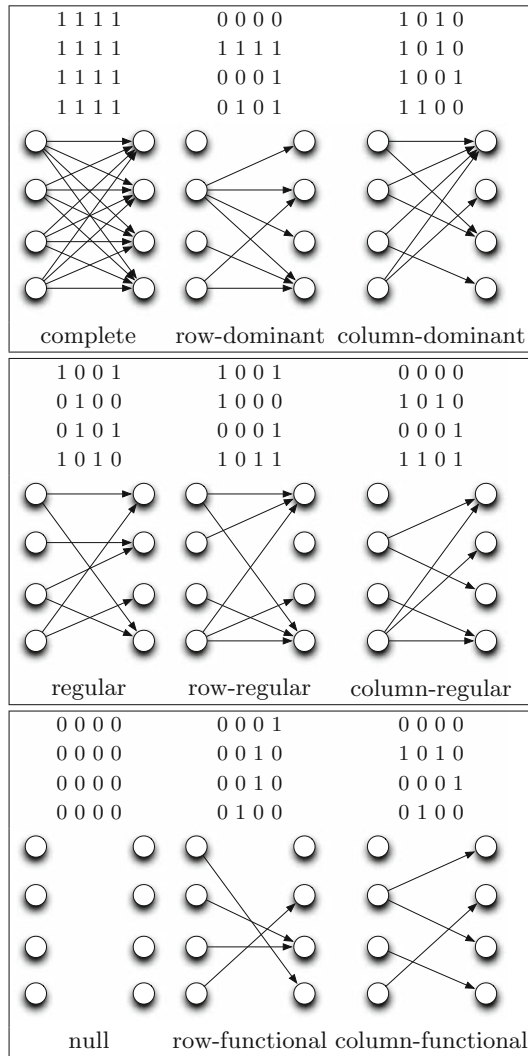 1 1 1 1 0 0 0 0 1 0 1 0
1 1 1 1 1 1 1 1 1 0 1 0
1 1 1 1 0 0 0 1 1 0 0 1
1 1 1 1 0 1 0 1 1 1 0 0
complete row-dominant column-dominant
1 0 0 1 1 0 0 1 0 0 0 0
0 1 0 0 1 0 0 0 1 0 1 0
0 1 0 1 0 0 0 1 0 0 0 1
1 0 1 0 1 0 1 1 1 1 0 1
regular row-regular column-regular
0 0 0 0 0 0 0 1 0 0 0 0
0 0 0 0 0 0 1 0 1 0 1 0
0 0 0 0 0 0 1 0 0 0 0 1
0 0 0 0 0 1 0 0 0 1 0 0
null row-functional column-functional